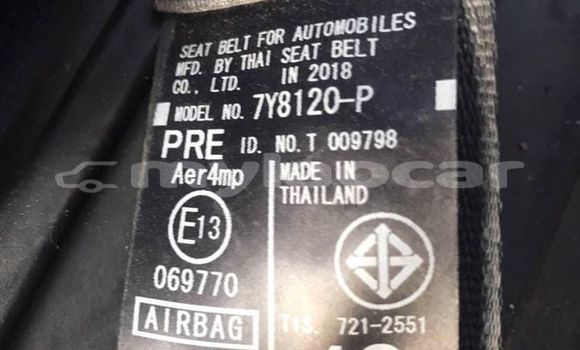 SEAT BELT FOR AUTOMOBILES
MFD. BY THAI SEAT BELT
CO., LTD. IN 2018
MODEL NO. 7Y8120-P
PRE ID. NO. T 009798
Aer4mp MADE IN
THAILAND
E13
069770
AIRBAG TIS. 721-2551